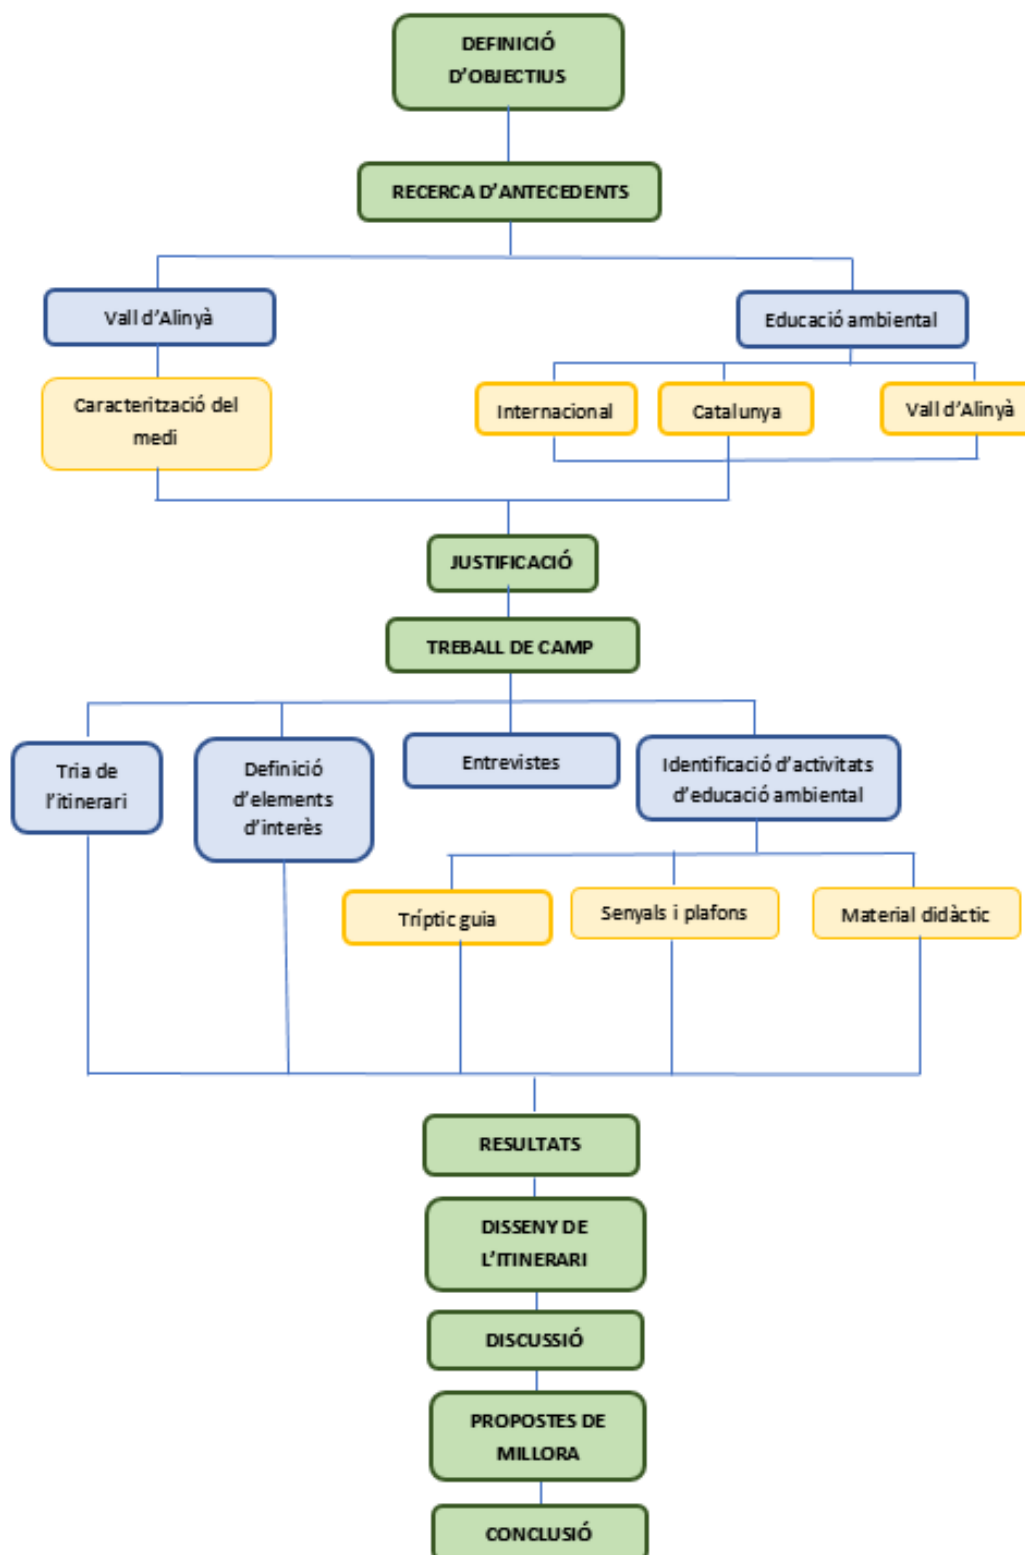 DEFINICIÓ
D'OBJECTIUS
RECERCA D'ANTECEDENTS
Vall d'Alinyà
Educació ambiental
Caracterització del
medi
Internacional
Catalunya
Vall d'Alinyà
JUSTIFICACIÓ
TREBALL DE CAMP
Tria de
l'itinerari
Definició
d'elements
d'interès
Entrevistes
Identificació d'activitats
d'educació ambiental
Tríptic guia
Senyals i plafons
Material didàctic
RESULTATS
DISSENY DE
L'ITINERARI
DISCUSSIÓ
PROPOSTES DE
MILLORA
CONCLUSIÓ